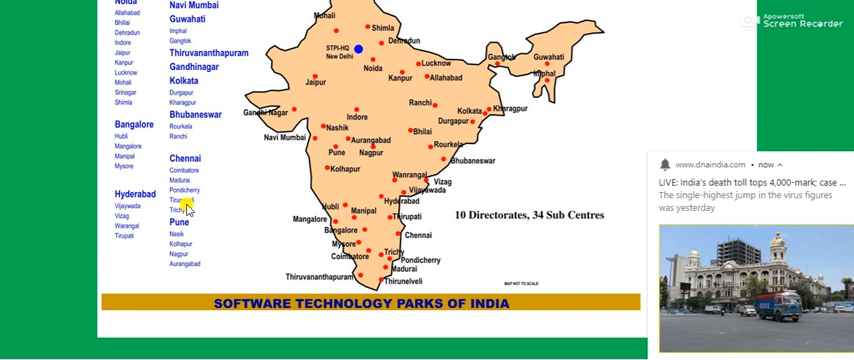 Noida
Allahabad
Bhillai
Dehradun
Indore
Jaipur
Kanpur
Lucknow
Mohali
Srinagar
Shimla
Bangalore
Hubli
Mangalore
Manipal
Mysore
Hyderabad
Vijaywada
Vizag
Warangal
Tirupati
Navi Mumbai
Guwahati
Imphal
Gangtok
Thiruvananthapuram
Gandhinagar
Kolkata
Durgapur
Kharagpur
Bhubaneswar
Rourkela
Ranchi
Chennai
Coimbatore
Madurai
Pondicherry
Pune
Nasik
Kolhapur
Nagpur
Aurangabad
Mohali
Shimla
Dehradun
STPI-HQ
New Delhi
Noida
Lucknow
Kanpur
Allahabad
Jaipur
Gangtok
Guwahati
Imphal
Gandhi Nagar
Indore
Ranchi
Kolkata
Kharagpur
Durgapur
Navi Mumbai
Nashik
Aurangabad
Bhilai
Pune
Nagpur
Rourkela
Bhubaneswar
Kolhapur
Wanrangal
Vizag
Vijayawada
Hyderabad
Hubli
Manipal
Mangalore
Thirupati
Bangalore
Chennai
Mysore
Coimbatore
Trichy
Pondicherry
Madurai
Thiruvananthapuram
Thirunelveli
10 Directorates, 34 Sub Centres
MAP NOT TO SCALE
SOFTWARE TECHNOLOGY PARKS OF INDIA
Apowersoft
Screen Recorder
www.dnaindia.com • now
LIVE: India's death toll tops 4,000-mark; case ...
The single-highest jump in the virus figures
was yesterday